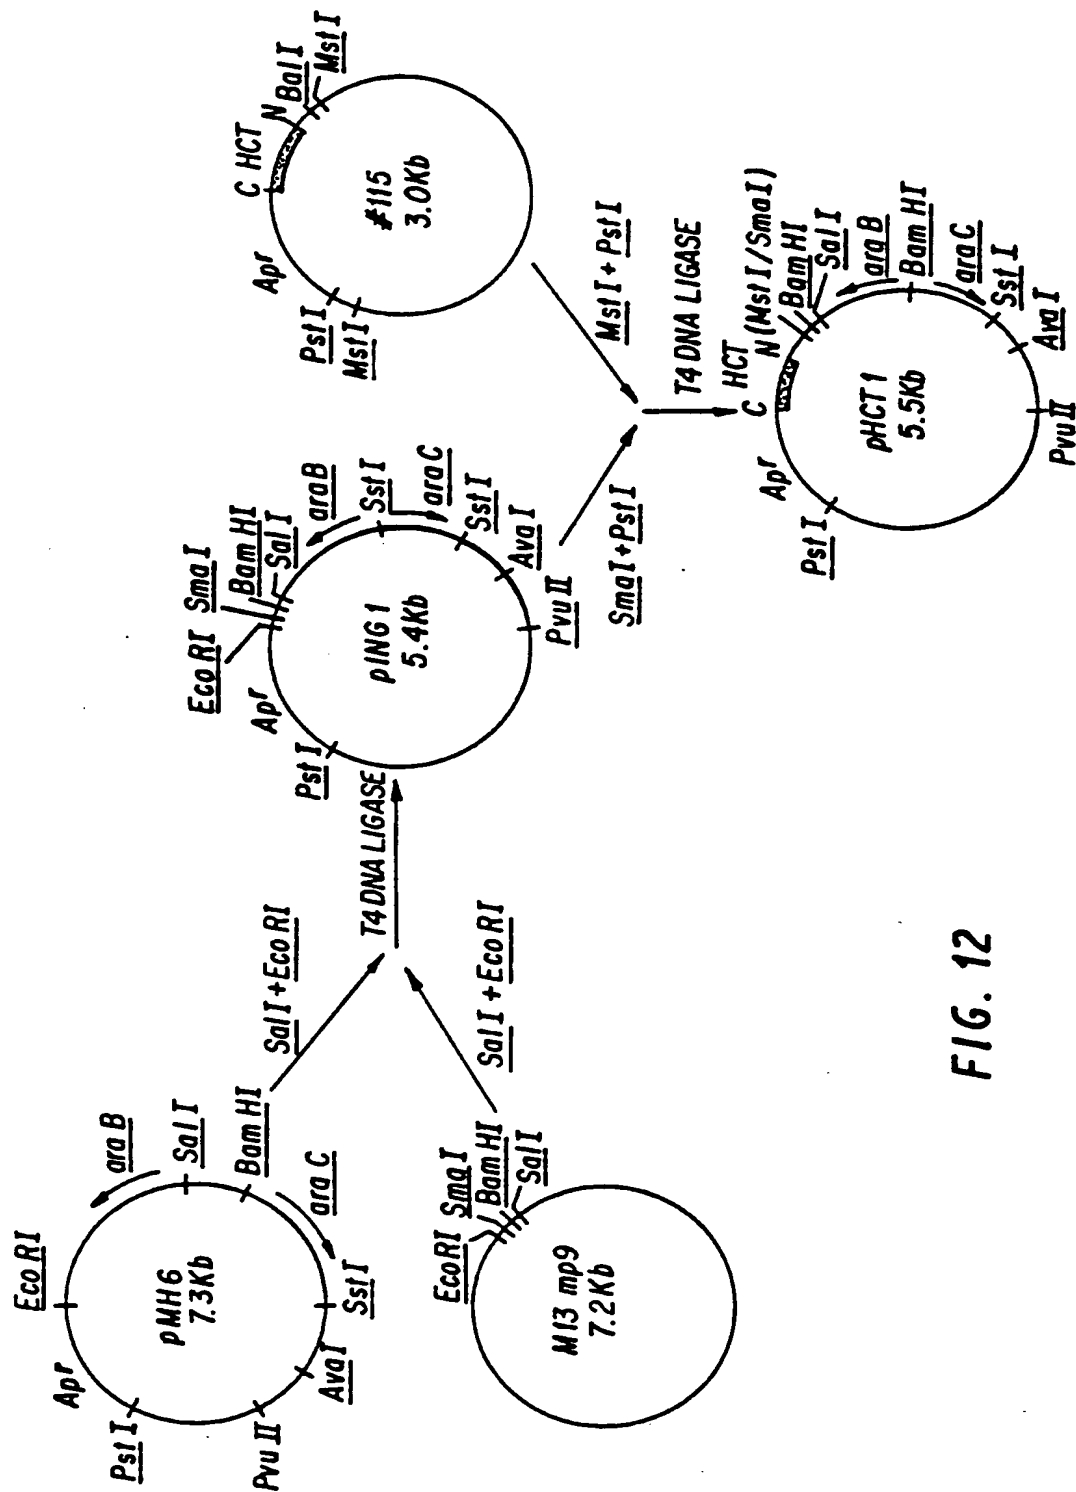 EcoRI
araB
SalI
BamHI
araC
SstI
AvaI
PvuII
PstI
Apr
pMH6
7.3Kb
SalI+EcoRI
EcoRI
SmaI
BamHI
SalI
M13 mp9
7.2Kb
SalI+EcoRI
T4 DNA LIGASE
EcoRI
SmaI
BamHI
SalI
araB
SstI
araC
SstI
AvaI
PvuII
PstI
Apr
pING1
5.4Kb
SmaI+PstI
C HCT N
BalI
MstI
Apr
PstI
MstI
#115
3.0Kb
MstI+PstI
T4 DNA LIGASE
C HCT N
(MstI/SmaI)
BamHI
SalI
araB
BamHI
araC
SstI
AvaI
PvuII
PstI
Apr
pHCT1
5.5Kb
FIG. 12